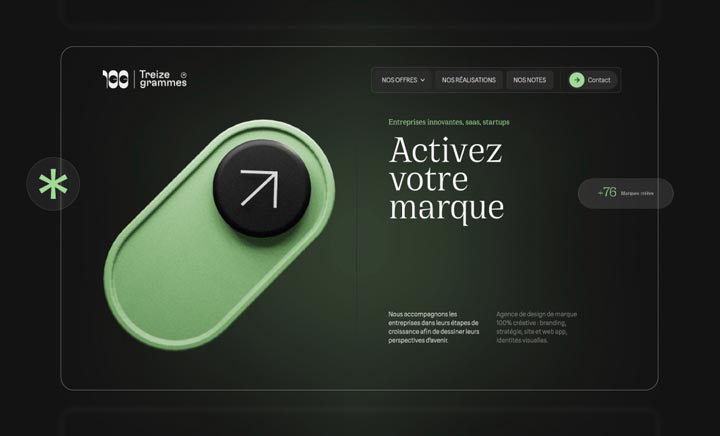 Treize
grammes
NOS OFFRES
NOS RÉALISATIONS
NOS NOTES
Contact
Entreprises innovantes, saas, startups
Activez
votre
marque
+76 Marques créées
Nous accompagnons les
entreprises dans leurs étapes de
croissance afin de dessiner leurs
perspectives d'avenir.
Agence de design de marque
100% créative : branding,
stratégie, site et web app,
identités visuelles.